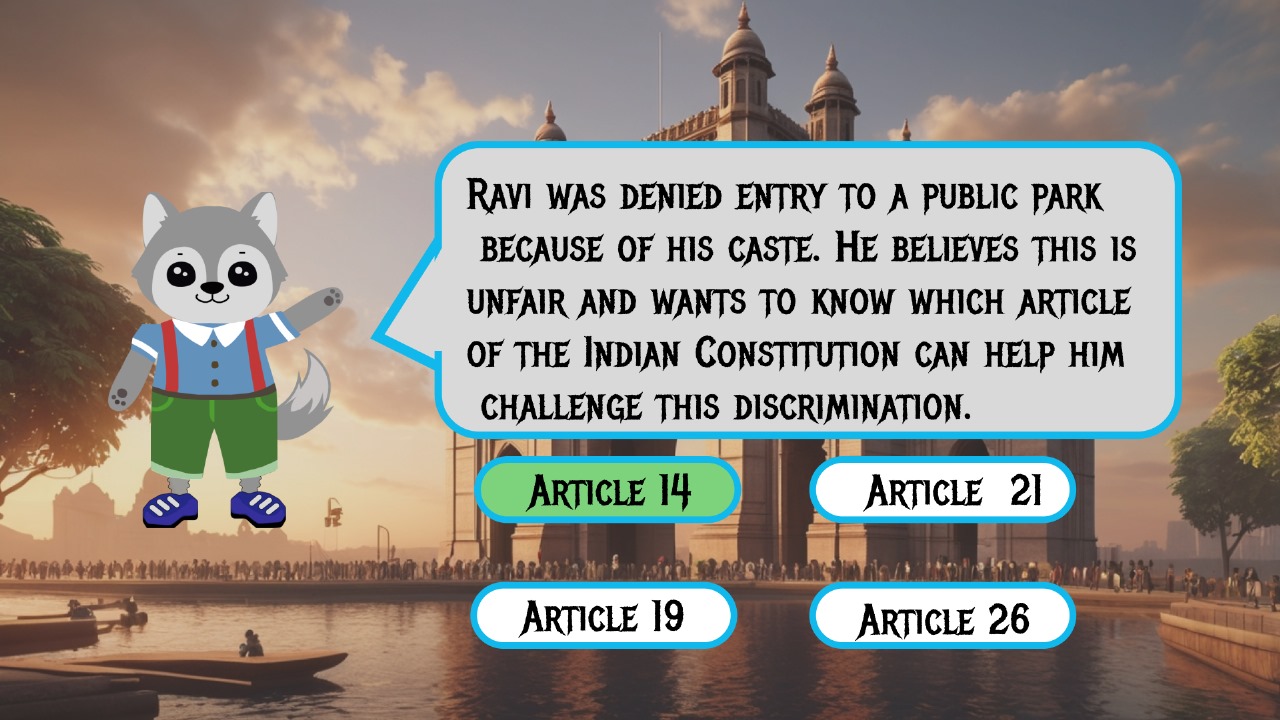 Ravi was denied entry to a public park
because of his caste. He believes this is
unfair and wants to know which article
of the Indian Constitution can help him
challenge this discrimination.
Article 14
Article 21
Article 19
Article 26